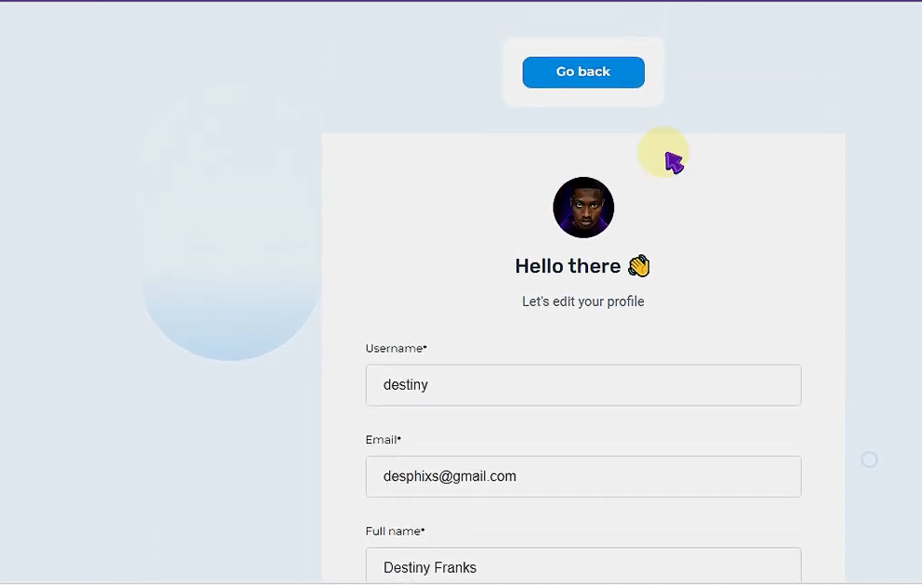 Go back
Hello there 👋
Let's edit your profile
Username*
destiny
Email*
desphixs@gmail.com
Full name*
Destiny Franks